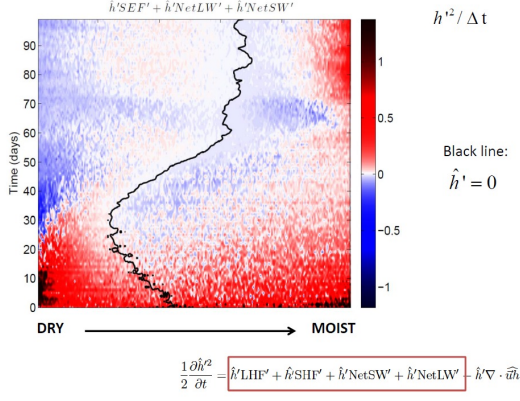 ĥ′SEF′ + ĥ′NetLW′ + ĥ′NetSW′
h′² / Δ t
Time (days)
90
80
70
60
50
40
30
20
10
0
1
0.5
0
−0.5
−1
Black line:
ĥ′ = 0
DRY
MOIST
1/2 ∂ĥ′²/∂t = ĥ′LHF′ + ĥ′SHF′ + ĥ′NetSW′ + ĥ′NetLW′ − ĥ′∇ · \widehat{u⃗h}